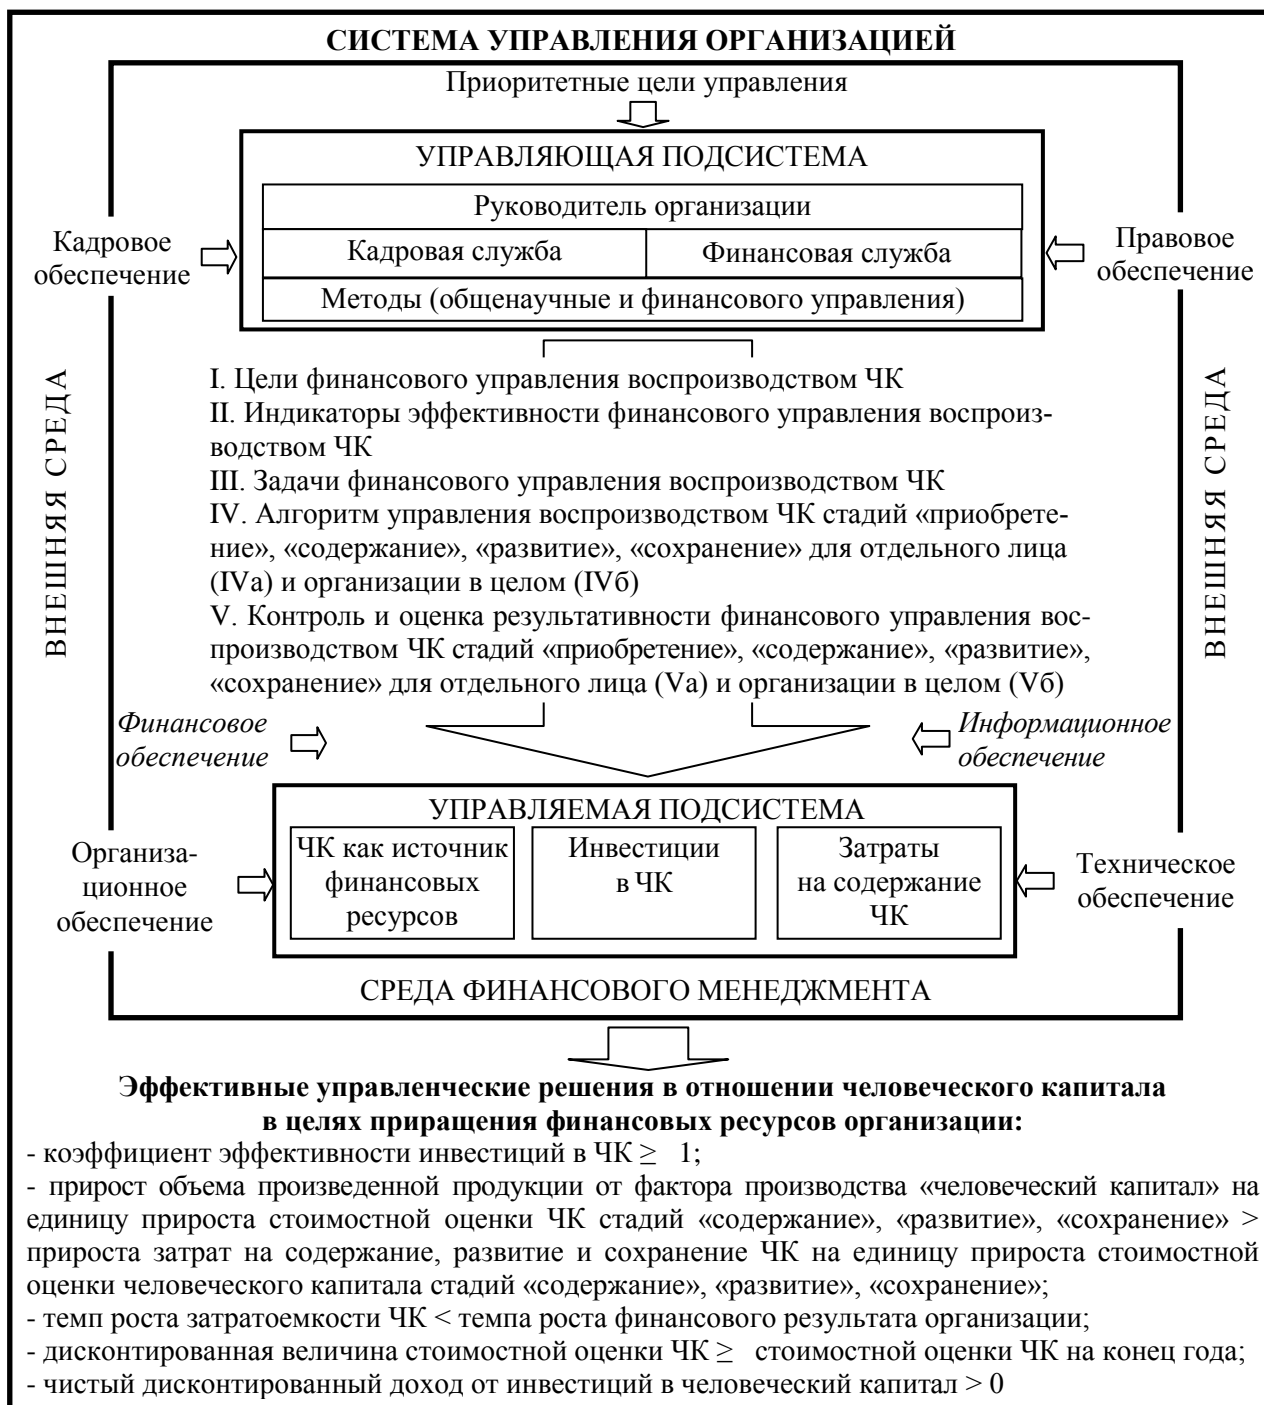 СИСТЕМА УПРАВЛЕНИЯ ОРГАНИЗАЦИЕЙ
Приоритетные цели управления
УПРАВЛЯЮЩАЯ ПОДСИСТЕМА
Руководитель организации
Кадровая служба
Финансовая служба
Методы (общенаучные и финансового управления)
Кадровое
обеспечение
Правовое
обеспечение
ВНЕШНЯЯ СРЕДА
ВНЕШНЯЯ СРЕДА
I. Цели финансового управления воспроизводством ЧК
II. Индикаторы эффективности финансового управления воспроиз-
водством ЧК
III. Задачи финансового управления воспроизводством ЧК
IV. Алгоритм управления воспроизводством ЧК стадий «приобрете-
ние», «содержание», «развитие», «сохранение» для отдельного лица
(IVа) и организации в целом (IVб)
V. Контроль и оценка результативности финансового управления вос-
производством ЧК стадий «приобретение», «содержание», «развитие»,
«сохранение» для отдельного лица (Vа) и организации в целом (Vб)
Финансовое
обеспечение
Информационное
обеспечение
УПРАВЛЯЕМАЯ ПОДСИСТЕМА
ЧК как источник
финансовых
ресурсов
Инвестиции
в ЧК
Затраты
на содержание
ЧК
Организа-
ционное
обеспечение
Техническое
обеспечение
СРЕДА ФИНАНСОВОГО МЕНЕДЖМЕНТА
Эффективные управленческие решения в отношении человеческого капитала
в целях приращения финансовых ресурсов организации:
- коэффициент эффективности инвестиций в ЧК ≥ 1;
- прирост объема произведенной продукции от фактора производства «человеческий капитал» на
единицу прироста стоимостной оценки ЧК стадий «содержание», «развитие», «сохранение» >
прироста затрат на содержание, развитие и сохранение ЧК на единицу прироста стоимостной
оценки человеческого капитала стадий «содержание», «развитие», «сохранение»;
- темп роста затратоемкости ЧК < темпа роста финансового результата организации;
- дисконтированная величина стоимостной оценки ЧК ≥ стоимостной оценки ЧК на конец года;
- чистый дисконтированный доход от инвестиций в человеческий капитал > 0